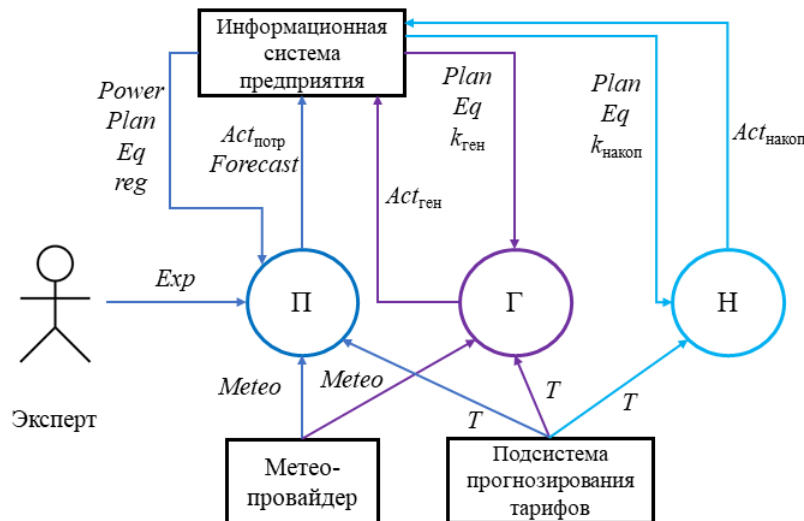 Информационная
система
предприятия
Power
Plan
Eq
reg
Actпотр
Forecast
Actген
Plan
Eq
kген
Plan
Eq
kнакоп
Actнакоп
Exp
П
Г
Н
Эксперт
Meteo
Meteo
T
T
T
Метео-
провайдер
Подсистема
прогнозирования
тарифов